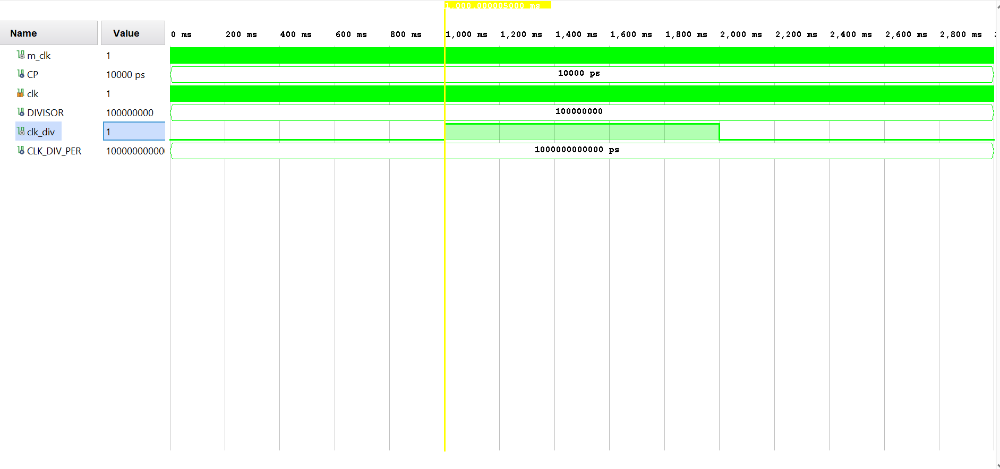 1,000.000005000 ms
Name Value 0 ms 200 ms 400 ms 600 ms 800 ms 1,000 ms 1,200 ms 1,400 ms 1,600 ms 1,800 ms 2,000 ms 2,200 ms 2,400 ms 2,600 ms 2,800 ms
m_clk 1
CP 10000 ps 10000 ps
clk 1
DIVISOR 100000000 100000000
clk_div 1
CLK_DIV_PER 1000000000000 ps